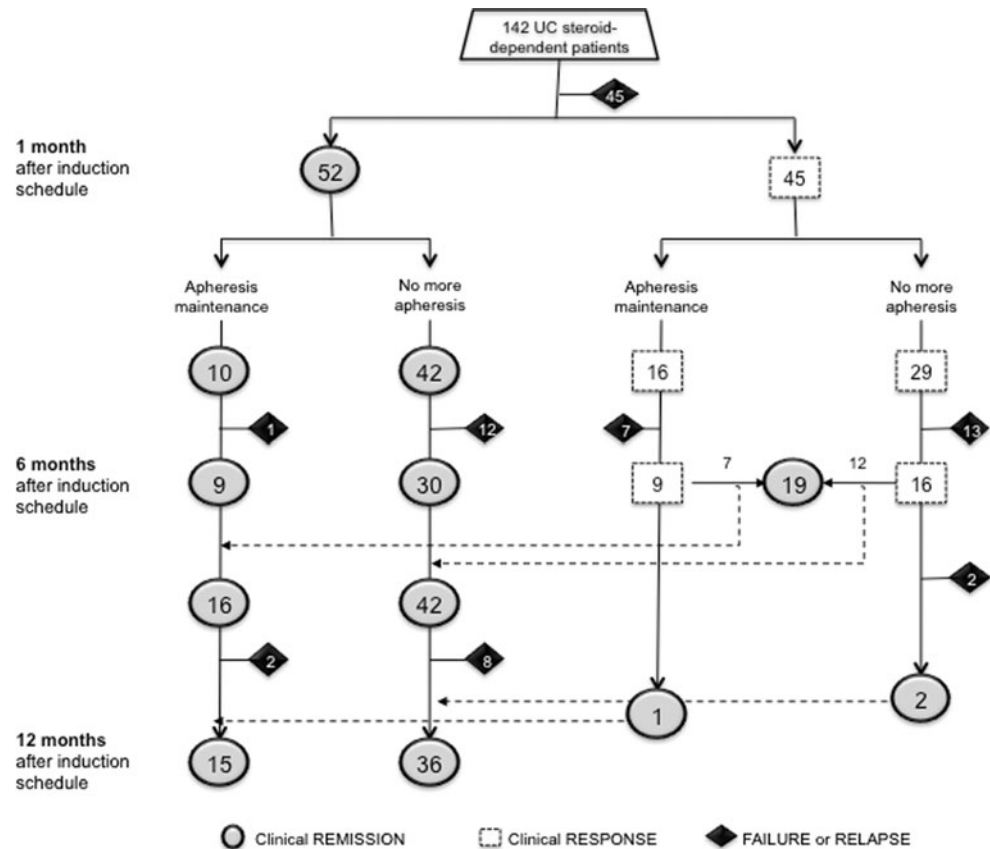 142 UC steroid-
dependent patients
45
1 month
after induction
schedule
52
45
Apheresis
maintenance
No more
apheresis
Apheresis
maintenance
No more
apheresis
10
42
16
29
1
12
7
13
6 months
after induction
schedule
9
30
9
7
19
12
16
16
42
2
2
8
1
2
12 months
after induction
schedule
15
36
Clinical REMISSION
Clinical RESPONSE
FAILURE or RELAPSE